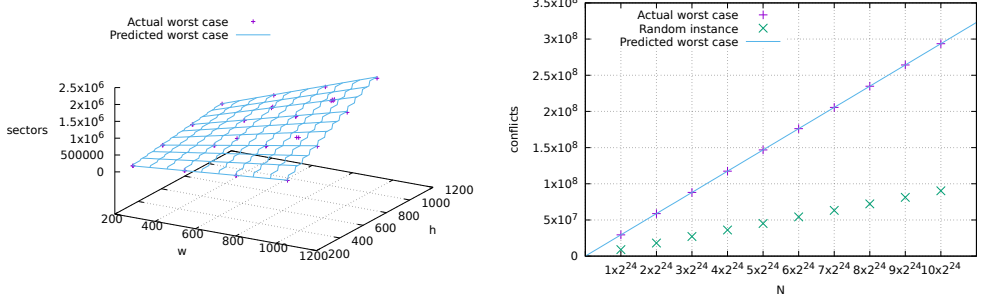 Actual worst case
Predicted worst case
2.5x10⁶
2x10⁶
1.5x10⁶
1x10⁶
500000
0
sectors
200
400
600
800
1000
1200
w
200
400
600
800
1000
1200
h
3.5x10⁸
3x10⁸
2.5x10⁸
2x10⁸
1.5x10⁸
1x10⁸
5x10⁷
0
conflicts
Actual worst case
Random instance
Predicted worst case
1x2²⁴ 2x2²⁴ 3x2²⁴ 4x2²⁴ 5x2²⁴ 6x2²⁴ 7x2²⁴ 8x2²⁴ 9x2²⁴ 10x2²⁴
N